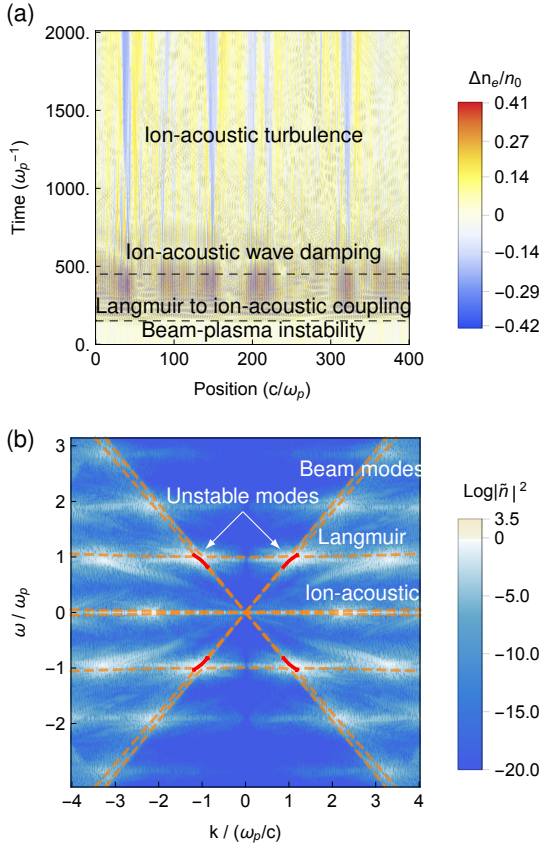 (a)
2000.
1500
1000.
500.
0.
Time (ωp⁻¹)
Ion-acoustic turbulence
Ion-acoustic wave damping
Langmuir to ion-acoustic coupling
Beam-plasma instability
0 100 200 300 400
Position (c/ωp)
Δne/n0
0.41
0.27
0.14
0
−0.14
−0.29
−0.42
(b)
3
2
1
0
−1
−2
ω / ωp
Beam modes
Unstable modes
Langmuir
Ion-acoustic
−4 −3 −2 −1 0 1 2 3 4
k / (ωp/c)
Log|ñ|²
3.5
0
−5.0
−10.0
−15.0
−20.0